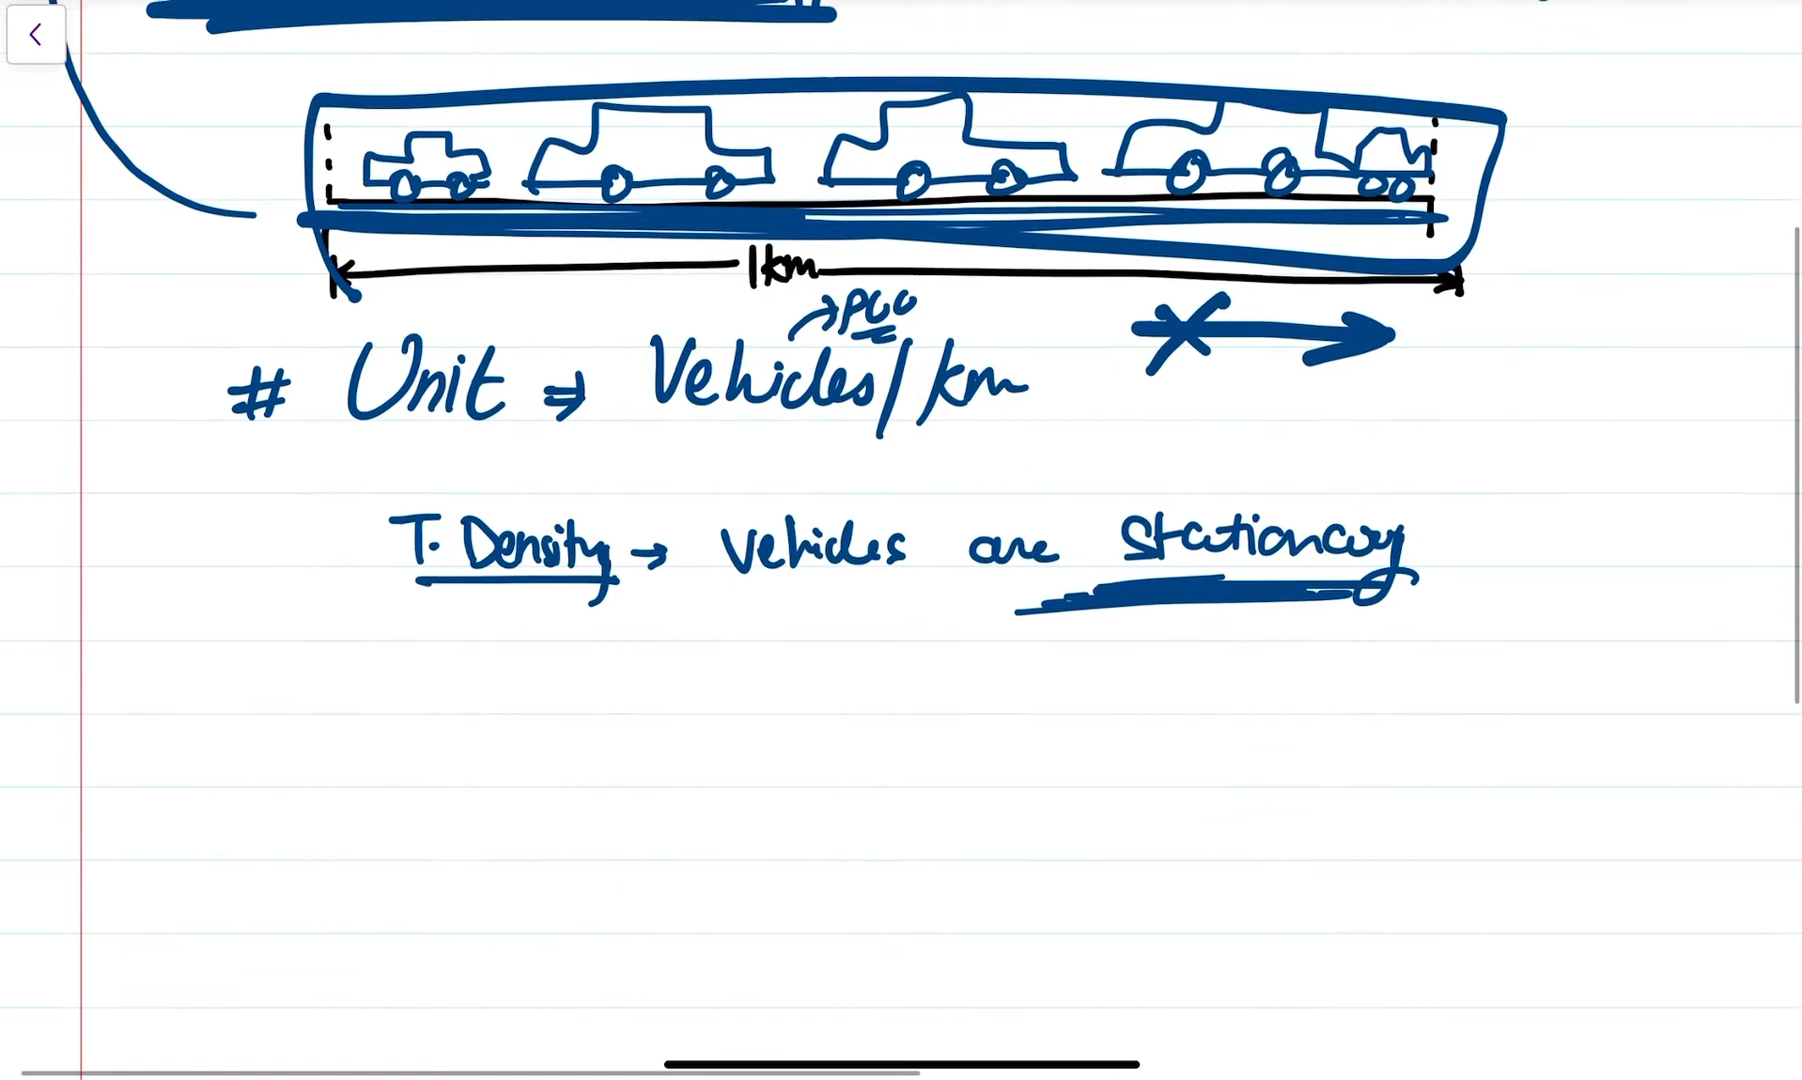 1km
PCU
# Unit ⇒ Vehicles/km
T. Density → Vehicles are Stationary